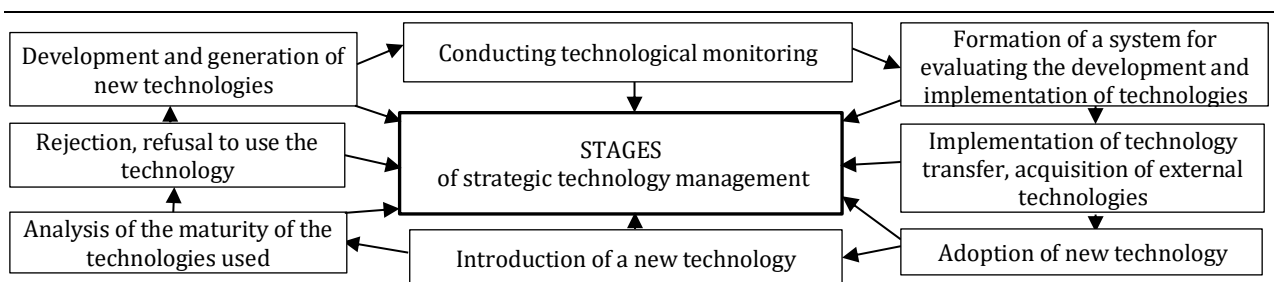 Development and generation of
new technologies
Conducting technological monitoring
Formation of a system for
evaluating the development and
implementation of technologies
Rejection, refusal to use the
technology
STAGES
of strategic technology management
Implementation of technology
transfer, acquisition of external
technologies
Analysis of the maturity of the
technologies used
Introduction of a new technology
Adoption of new technology